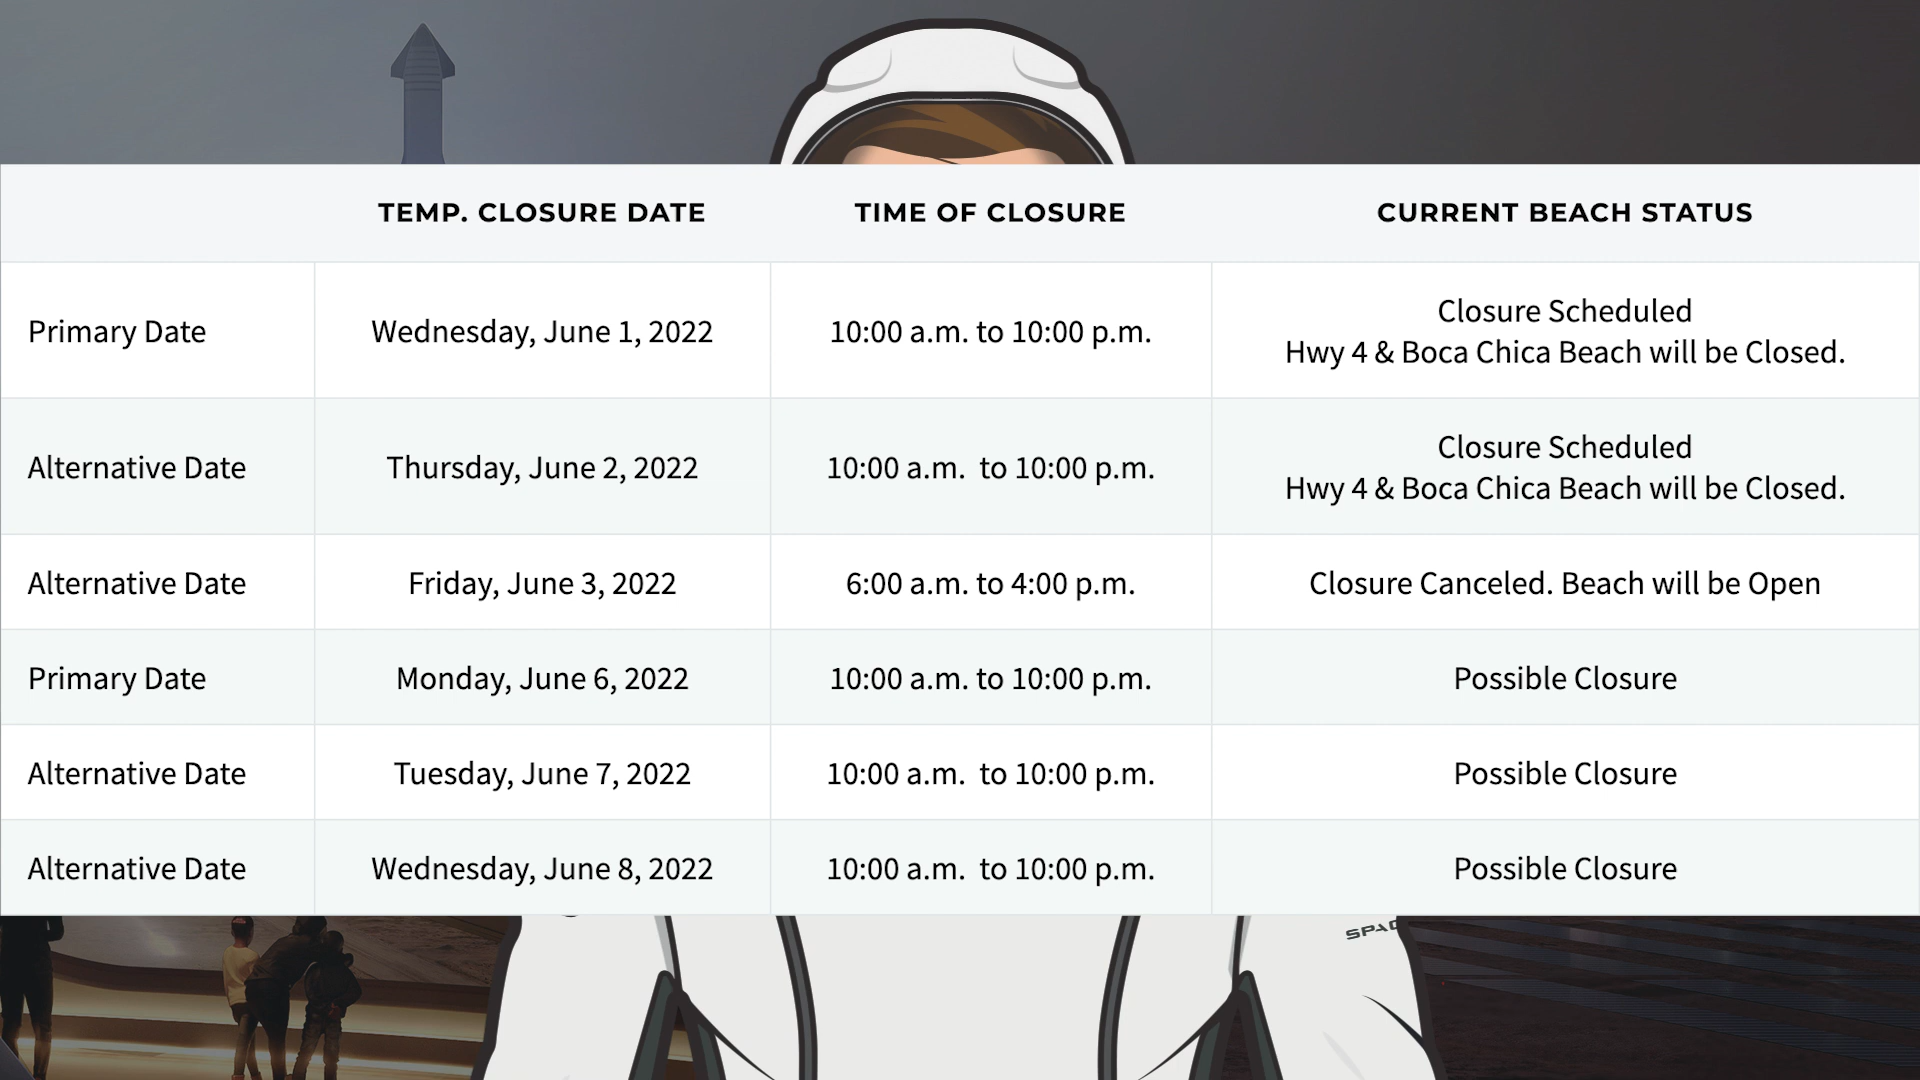 TEMP. CLOSURE DATE TIME OF CLOSURE CURRENT BEACH STATUS
Primary Date Wednesday, June 1, 2022 10:00 a.m. to 10:00 p.m. Closure Scheduled
Hwy 4 & Boca Chica Beach will be Closed.
Alternative Date Thursday, June 2, 2022 10:00 a.m. to 10:00 p.m. Closure Scheduled
Hwy 4 & Boca Chica Beach will be Closed.
Alternative Date Friday, June 3, 2022 6:00 a.m. to 4:00 p.m. Closure Canceled. Beach will be Open
Primary Date Monday, June 6, 2022 10:00 a.m. to 10:00 p.m. Possible Closure
Alternative Date Tuesday, June 7, 2022 10:00 a.m. to 10:00 p.m. Possible Closure
Alternative Date Wednesday, June 8, 2022 10:00 a.m. to 10:00 p.m. Possible Closure